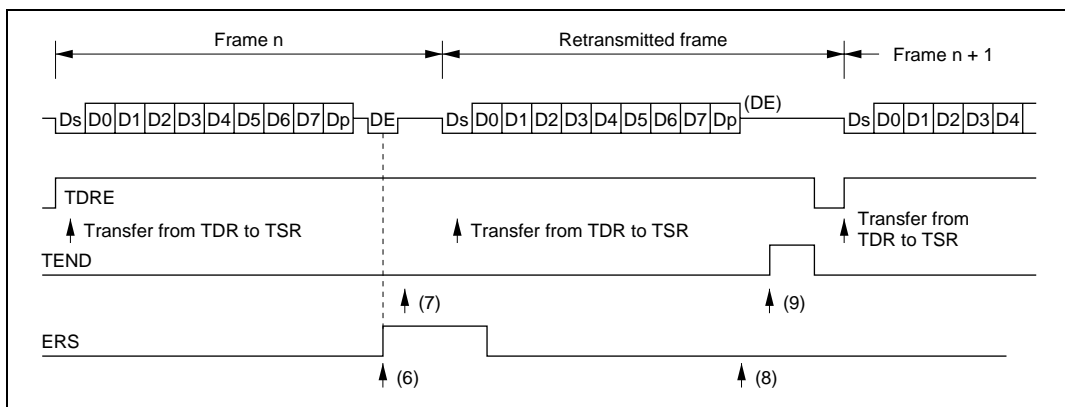 Frame n
Retransmitted frame
Frame n + 1
(DE)
Ds D0 D1 D2 D3 D4 D5 D6 D7 Dp DE Ds D0 D1 D2 D3 D4 D5 D6 D7 Dp Ds D0 D1 D2 D3 D4
TDRE
Transfer from TDR to TSR
Transfer from TDR to TSR
Transfer from
TDR to TSR
TEND
(7)
(9)
ERS
(6)
(8)